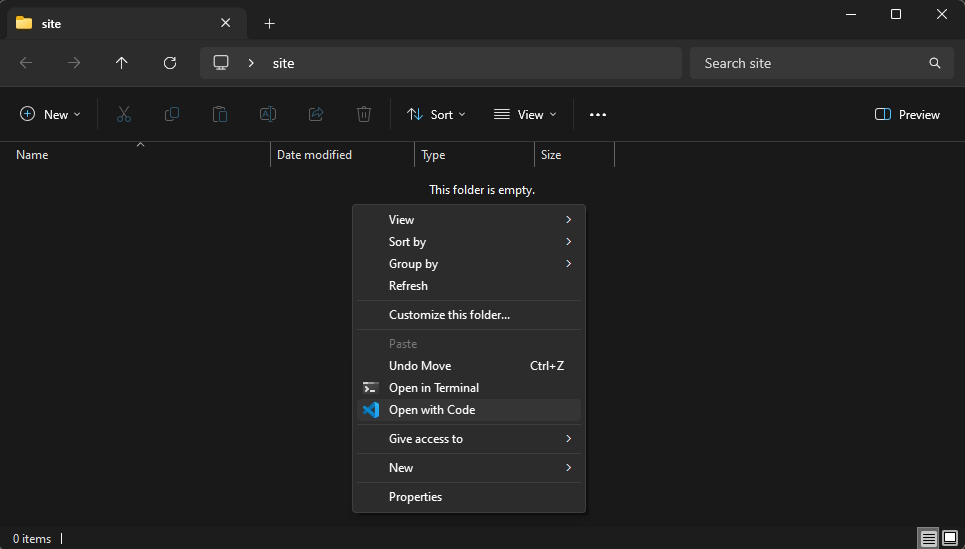 site
site
Search site
New
Sort
View
Preview
Name
Date modified
Type
Size
This folder is empty.
View
Sort by
Group by
Refresh
Customize this folder...
Paste
Undo Move Ctrl+Z
Open in Terminal
Open with Code
Give access to
New
Properties
0 items